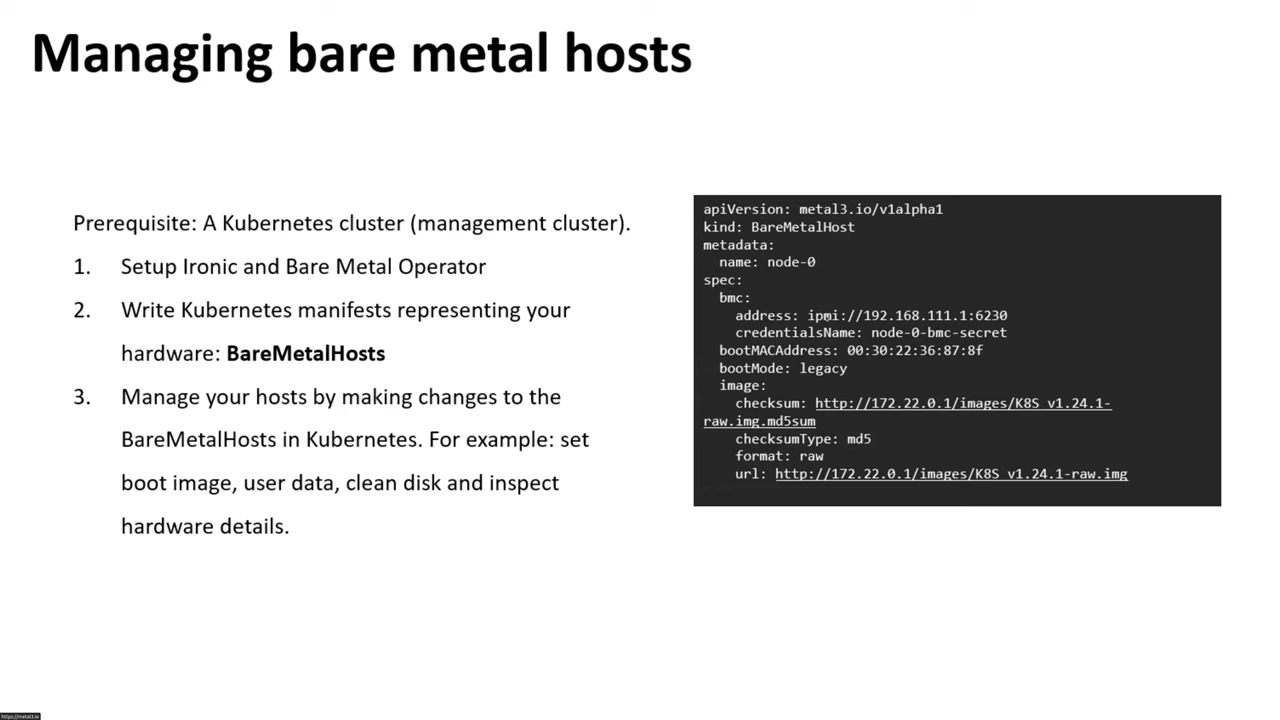 Managing bare metal hosts
Prerequisite: A Kubernetes cluster (management cluster).
1. Setup Ironic and Bare Metal Operator
2. Write Kubernetes manifests representing your
hardware: BareMetalHosts
3. Manage your hosts by making changes to the
BareMetalHosts in Kubernetes. For example: set
boot image, user data, clean disk and inspect
hardware details.
apiVersion: metal3.io/v1alpha1
kind: BareMetalHost
metadata:
  name: node-0
spec:
  bmc:
    address: ipmi://192.168.111.1:6230
    credentialsName: node-0-bmc-secret
  bootMACAddress: 00:30:22:36:87:8f
  bootMode: legacy
  image:
    checksum: http://172.22.0.1/images/K8S_v1.24.1-
raw.img.md5sum
    checksumType: md5
    format: raw
    url: http://172.22.0.1/images/K8S_v1.24.1-raw.img
https://metal3.io